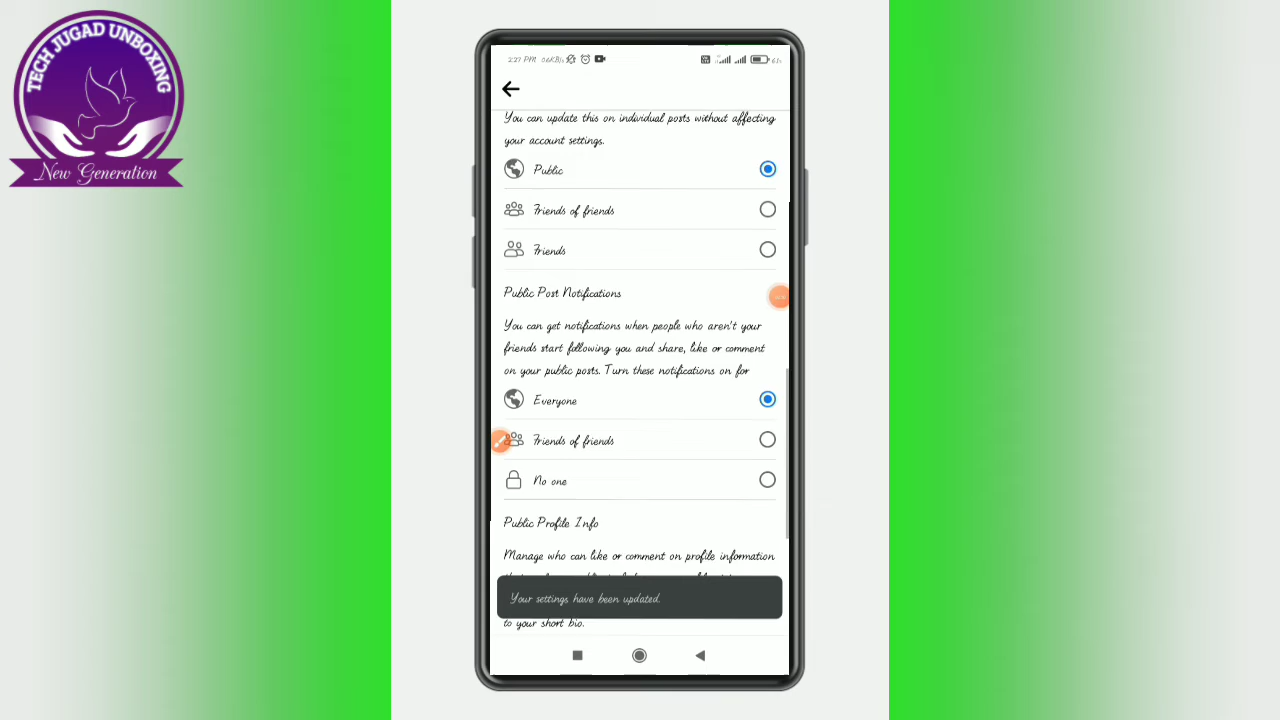 TECH JUGAD UNBOXING
New Generation
2:27 PM
You can update this on individual posts without affecting
your account settings.
Public
Friends of friends
Friends
Public Post Notifications
You can get notifications when people who aren't your
friends start following you and share, like or comment
on your public posts. Turn these notifications on for
Everyone
Friends of friends
No one
Public Profile Info
Manage who can like or comment on profile information
Your settings have been updated.
to your short bio.